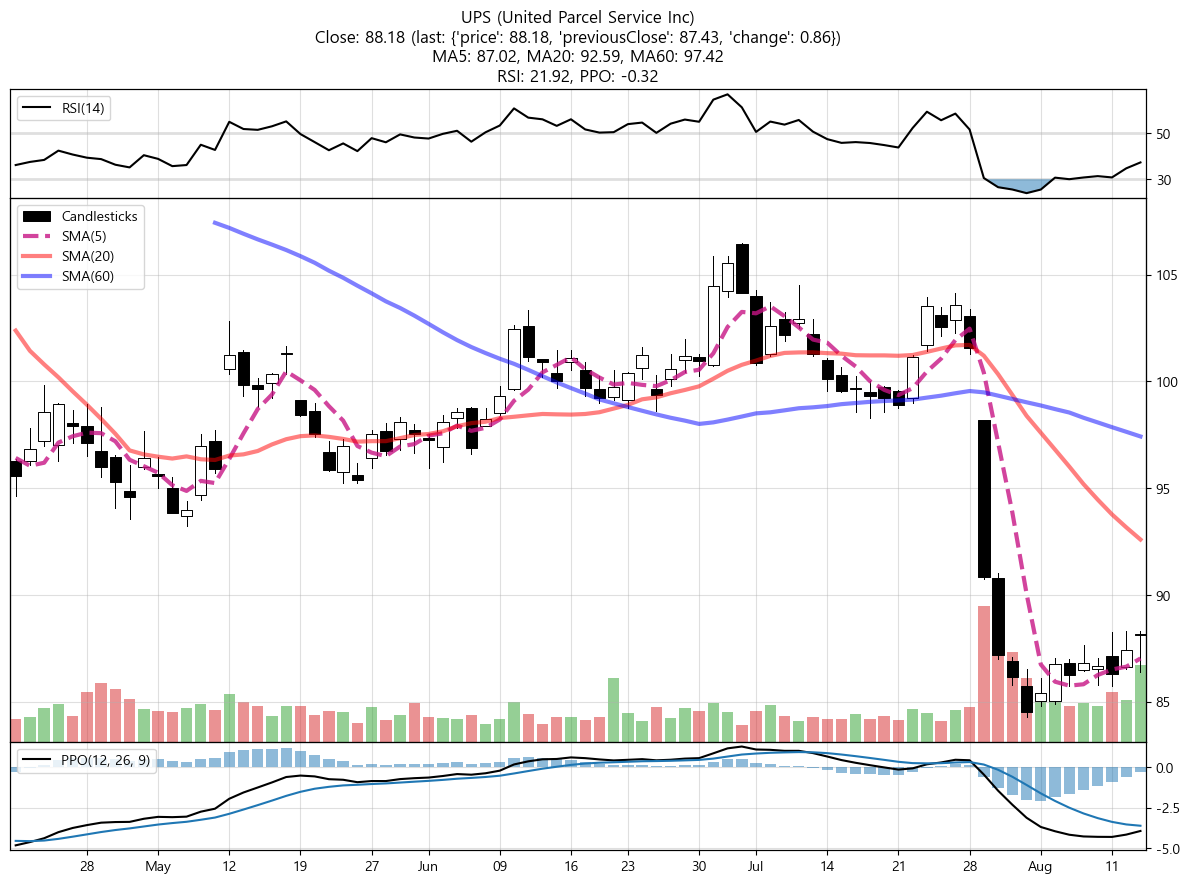 UPS (United Parcel Service Inc)
Close: 88.18 (last: {'price': 88.18, 'previousClose': 87.43, 'change': 0.86})
MA5: 87.02, MA20: 92.59, MA60: 97.42
RSI: 21.92, PPO: -0.32
RSI(14)
50
30
Candlesticks
SMA(5)
SMA(20)
SMA(60)
105
100
95
90
85
PPO(12, 26, 9)
0.0
-2.5
-5.0
28 May 12 19 27 Jun 09 16 23 30 Jul 14 21 28 Aug 11